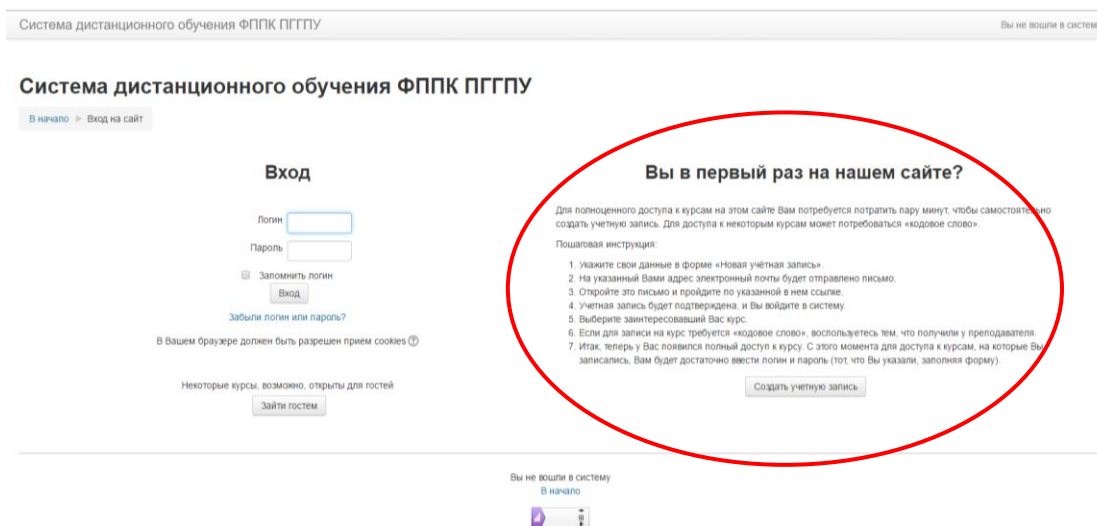 Система дистанционного обучения ФППК ПГГПУ
Вы не вошли в систем
Система дистанционного обучения ФППК ПГГПУ
В начало ► Вход на сайт
Вход
Логин
Пароль
Запомнить логин
Вход
Забыли логин или пароль?
В Вашем браузере должен быть разрешен прием cookies
Некоторые курсы, возможно, открыты для гостей
Зайти гостем
Вы в первый раз на нашем сайте?
Для полноценного доступа к курсам на этом сайте Вам потребуется потратить пару минут, чтобы самостоятельно
создать учетную запись. Для доступа к некоторым курсам может потребоваться «кодовое слово».
Пошаговая инструкция:
1. Укажите свои данные в форме «Новая учётная запись».
2. На указанный Вами адрес электронный почты будет отправлено письмо.
3. Откройте это письмо и пройдите по указанной в нем ссылке.
4. Учетная запись будет подтверждена, и Вы войдите в систему.
5. Выберите заинтересовавший Вас курс.
6. Если для записи на курс требуется «кодовое слово», воспользуетесь тем, что получили у преподавателя.
7. Итак, теперь у Вас появился полный доступ к курсу. С этого момента для доступа к курсам, на которые Вы
записались, Вам будет достаточно ввести логин и пароль (тот, что Вы указали, заполняя форму).
Создать учетную запись
Вы не вошли в систему
В начало